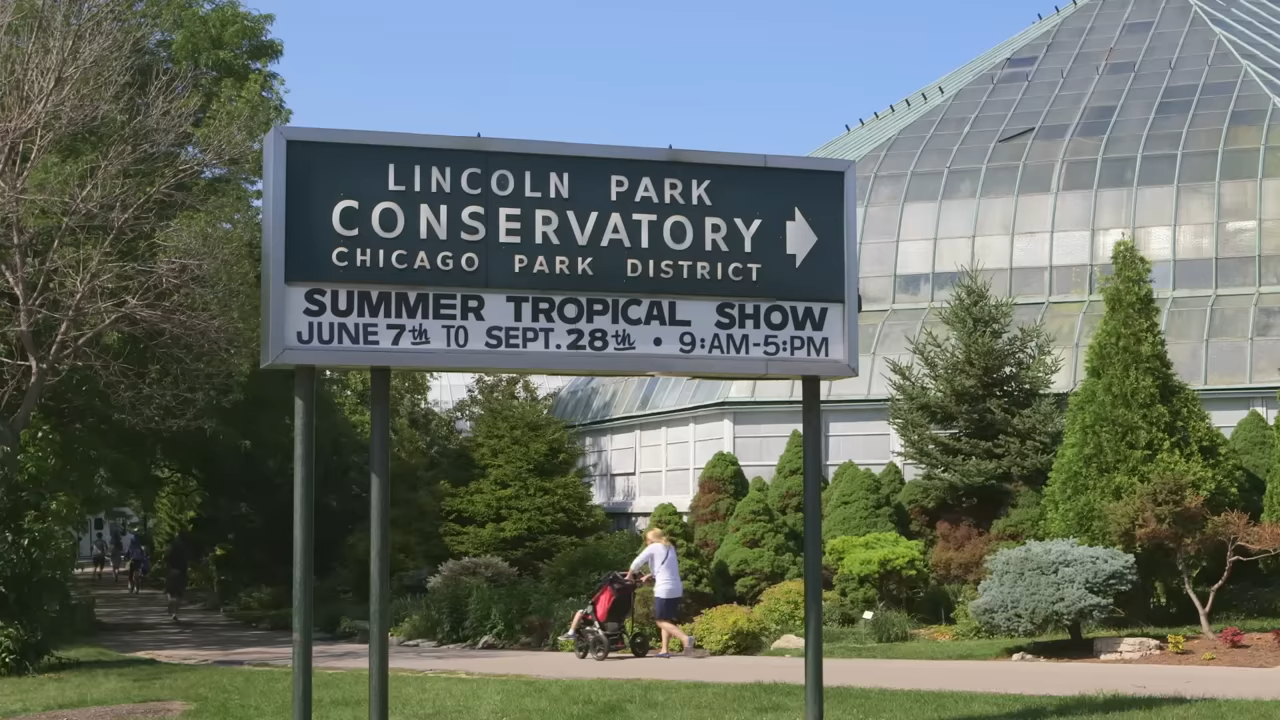 LINCOLN PARK
CONSERVATORY
CHICAGO PARK DISTRICT
SUMMER TROPICAL SHOW
JUNE 7th TO SEPT. 28th • 9:AM-5:PM